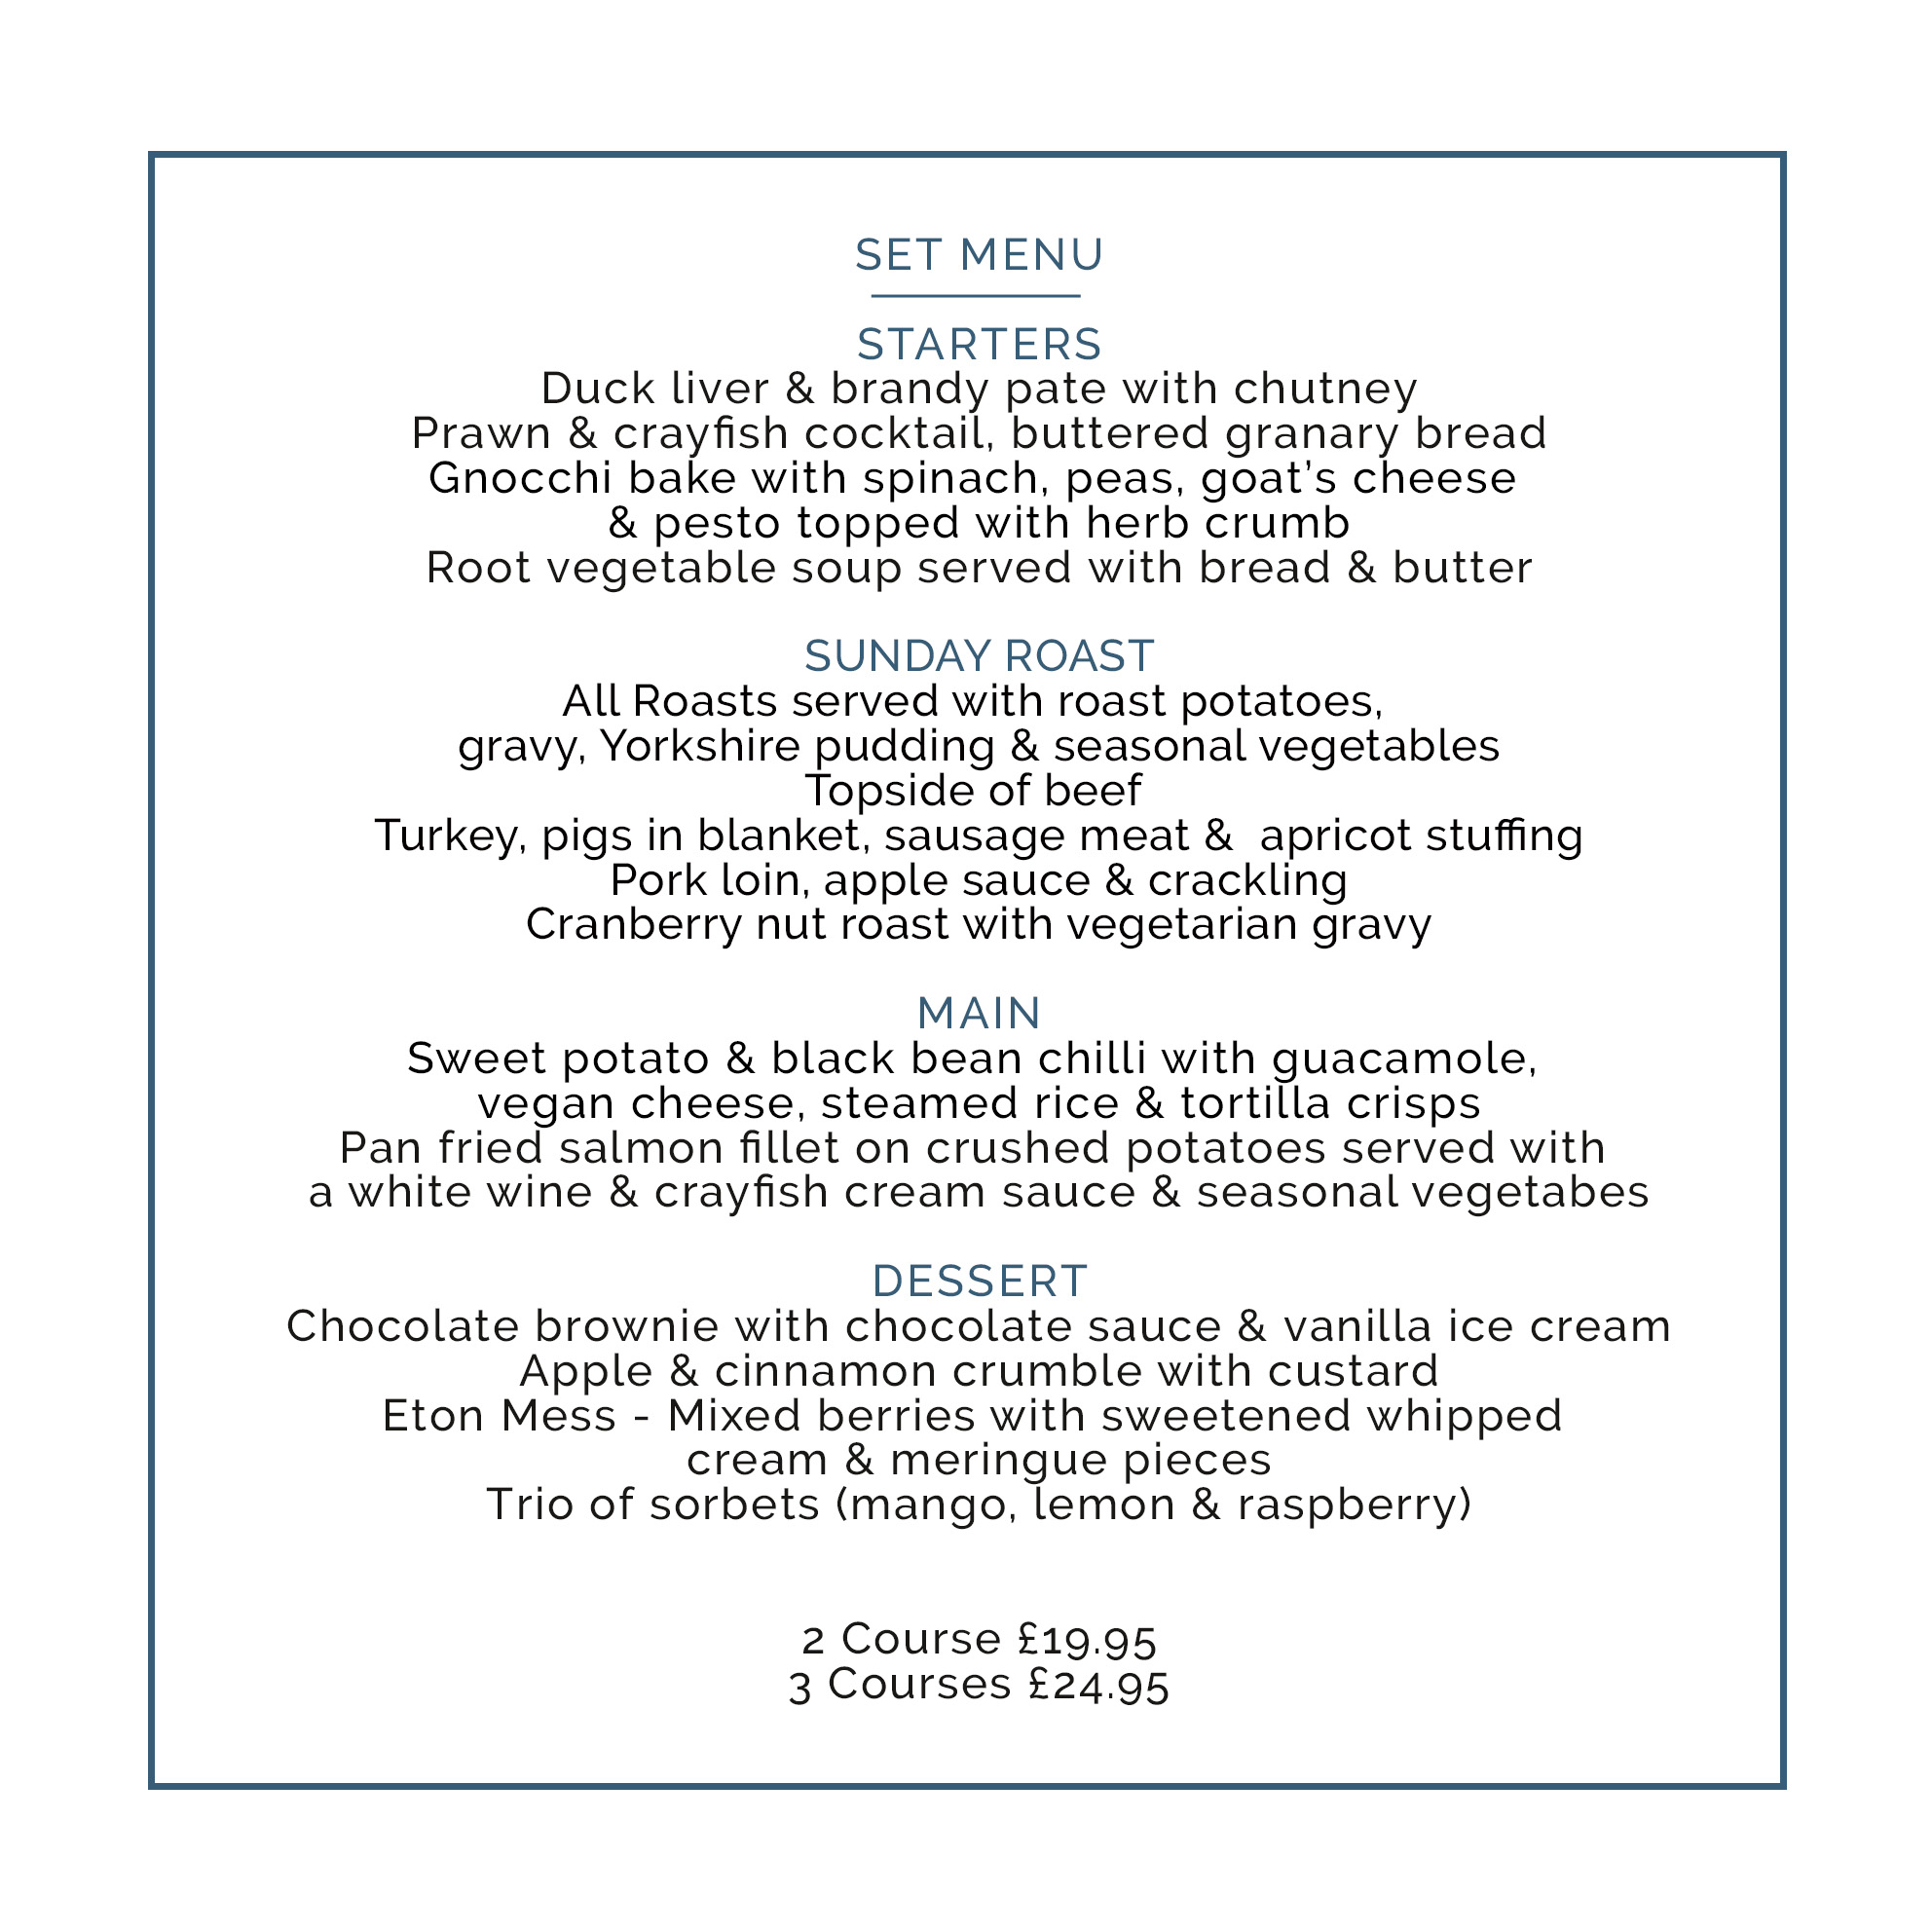 SET MENU
STARTERS
Duck liver & brandy pate with chutney
Prawn & crayfish cocktail, buttered granary bread
Gnocchi bake with spinach, peas, goat’s cheese
& pesto topped with herb crumb
Root vegetable soup served with bread & butter
SUNDAY ROAST
All Roasts served with roast potatoes,
gravy, Yorkshire pudding & seasonal vegetables
Topside of beef
Turkey, pigs in blanket, sausage meat &  apricot stuffing
Pork loin, apple sauce & crackling
Cranberry nut roast with vegetarian gravy
MAIN
Sweet potato & black bean chilli with guacamole,
vegan cheese, steamed rice & tortilla crisps
Pan fried salmon fillet on crushed potatoes served with
a white wine & crayfish cream sauce & seasonal vegetabes
DESSERT
Chocolate brownie with chocolate sauce & vanilla ice cream
Apple & cinnamon crumble with custard
Eton Mess - Mixed berries with sweetened whipped
cream & meringue pieces
Trio of sorbets (mango, lemon & raspberry)
2 Course £19.95
3 Courses £24.95